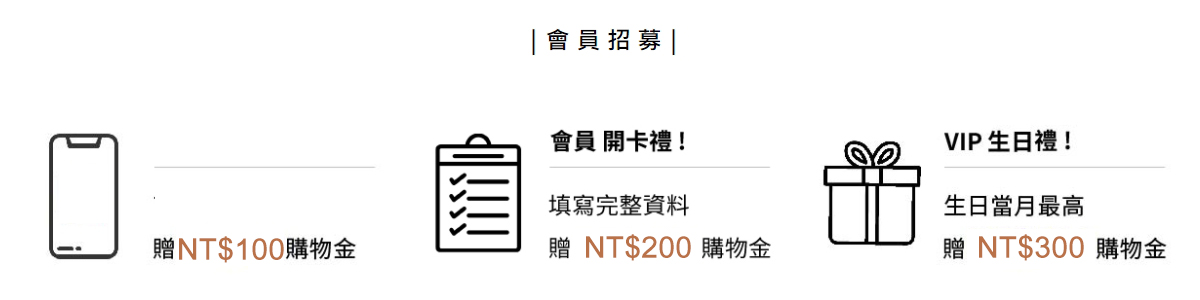 |會員招募|
贈NT$100購物金
會員 開卡禮！
填寫完整資料
贈 NT$200 購物金
VIP 生日禮！
生日當月最高
贈 NT$300 購物金